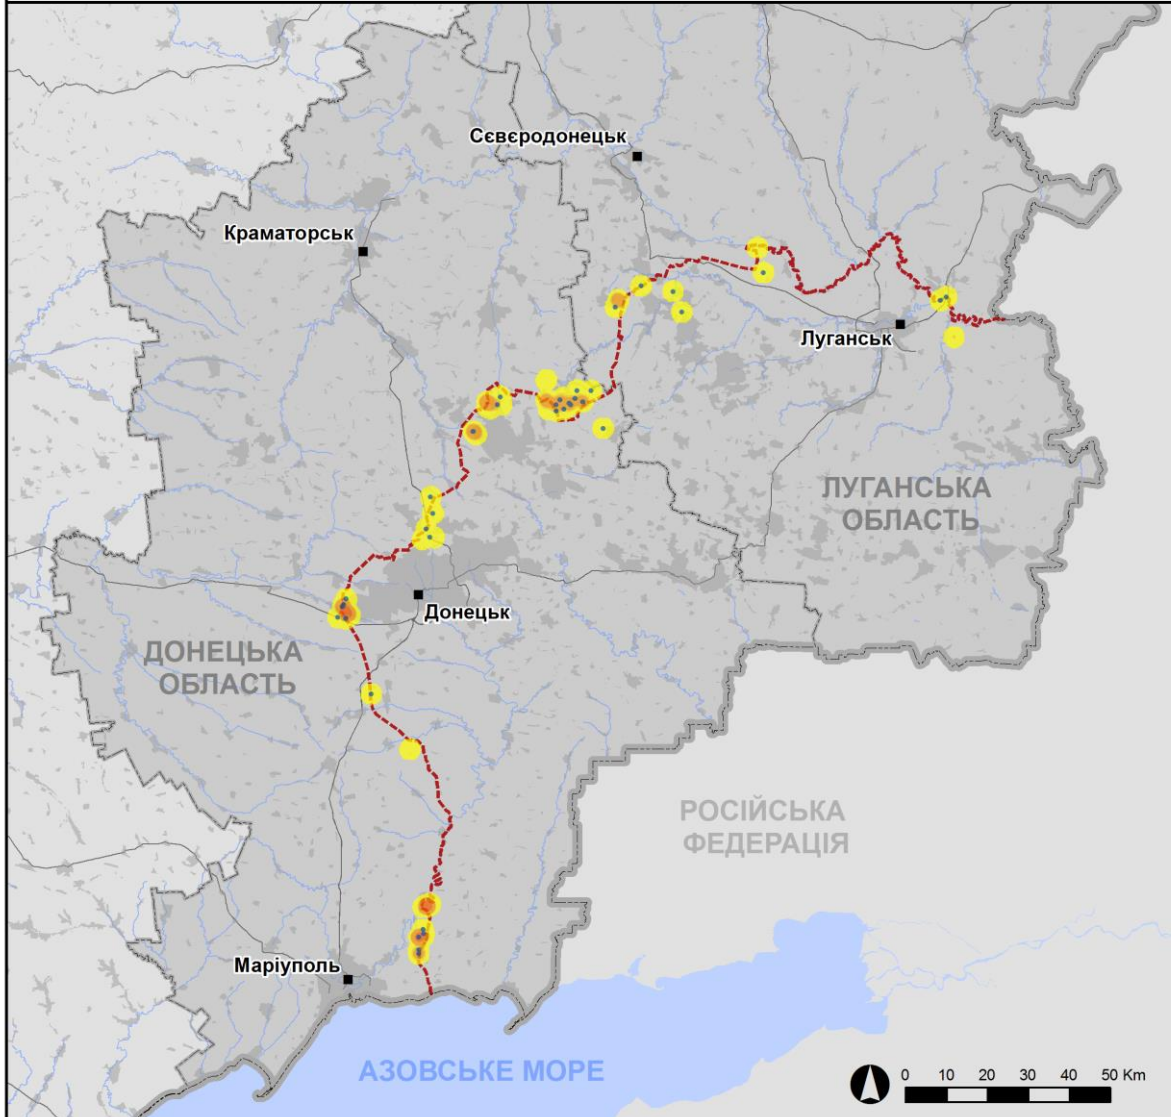 Сєвєродонецьк
Краматорськ
Луганськ
ЛУГАНСЬКА
ОБЛАСТЬ
Донецьк
ДОНЕЦЬКА
ОБЛАСТЬ
РОСІЙСЬКА
ФЕДЕРАЦІЯ
Маріуполь
АЗОВСЬКЕ МОРЕ
0 10 20 30 40 50 Km